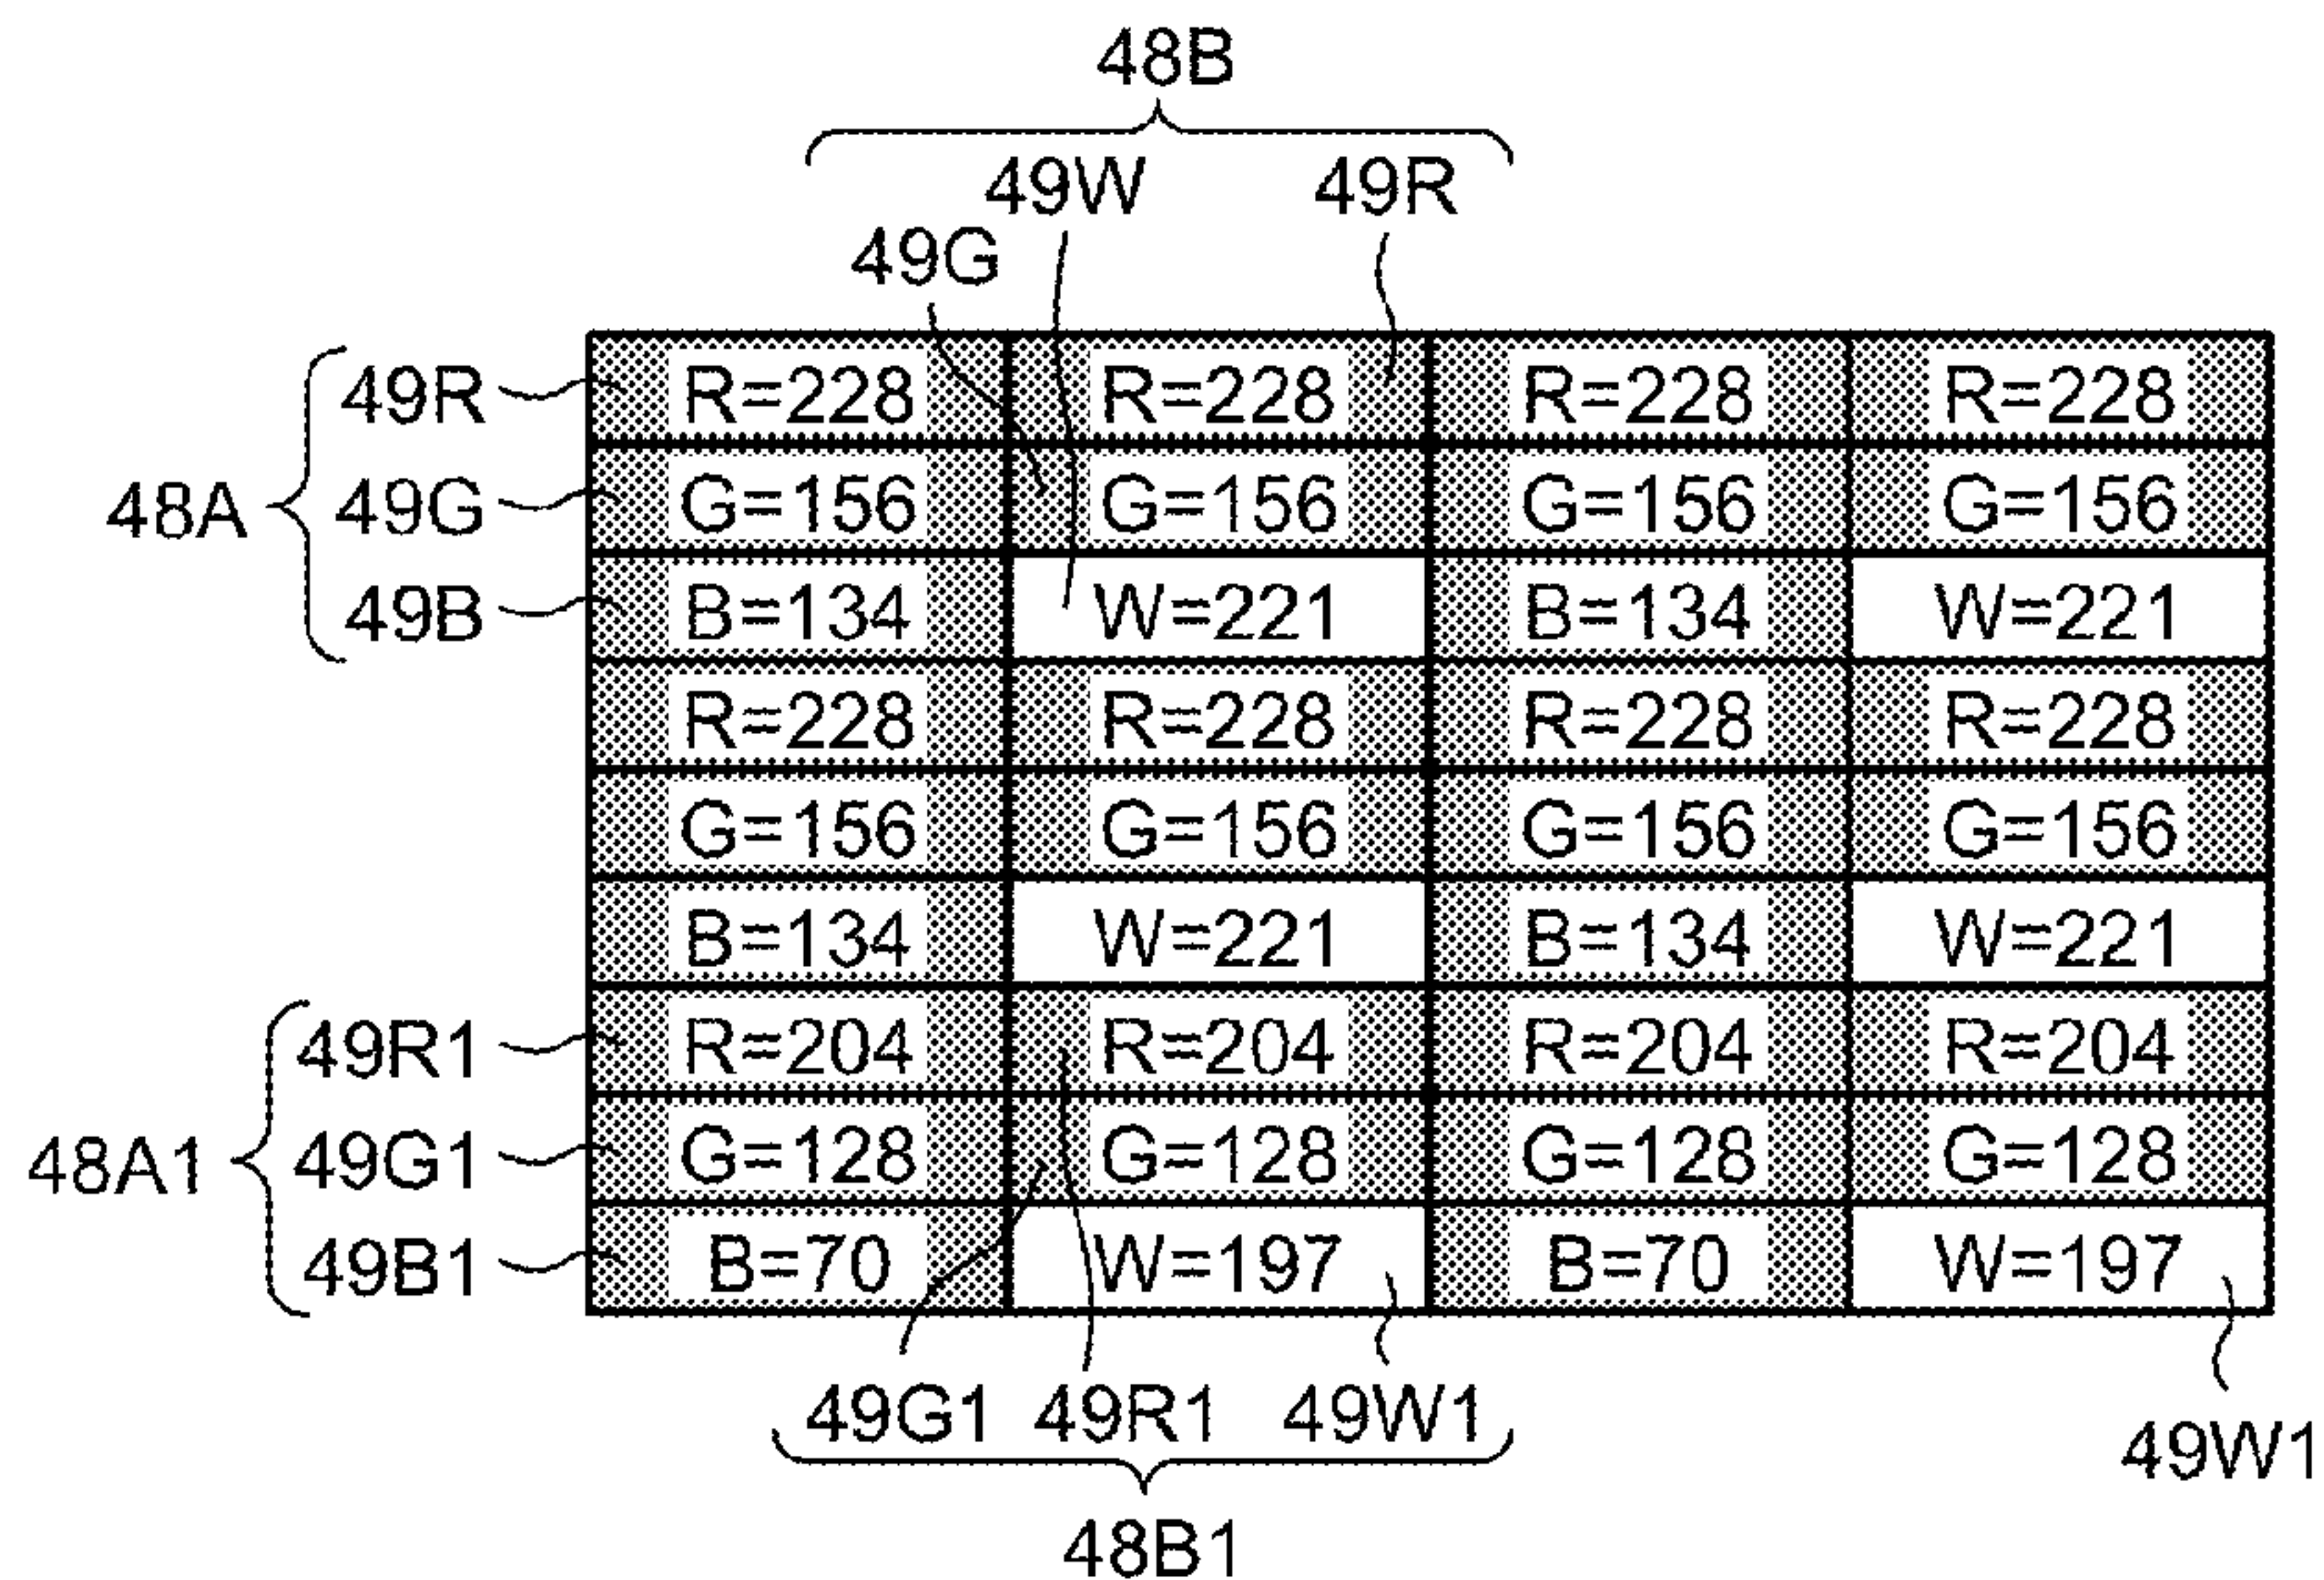 48B
49W 49R
49G
49R R=228 R=228 R=228 R=228
48A 49G G=156 G=156 G=156 G=156
49B B=134 W=221 B=134 W=221
R=228 R=228 R=228 R=228
G=156 G=156 G=156 G=156
B=134 W=221 B=134 W=221
49R1 R=204 R=204 R=204 R=204
48A1 49G1 G=128 G=128 G=128 G=128
49B1 B=70 W=197 B=70 W=197
49G1 49R1 49W1
49W1
48B1